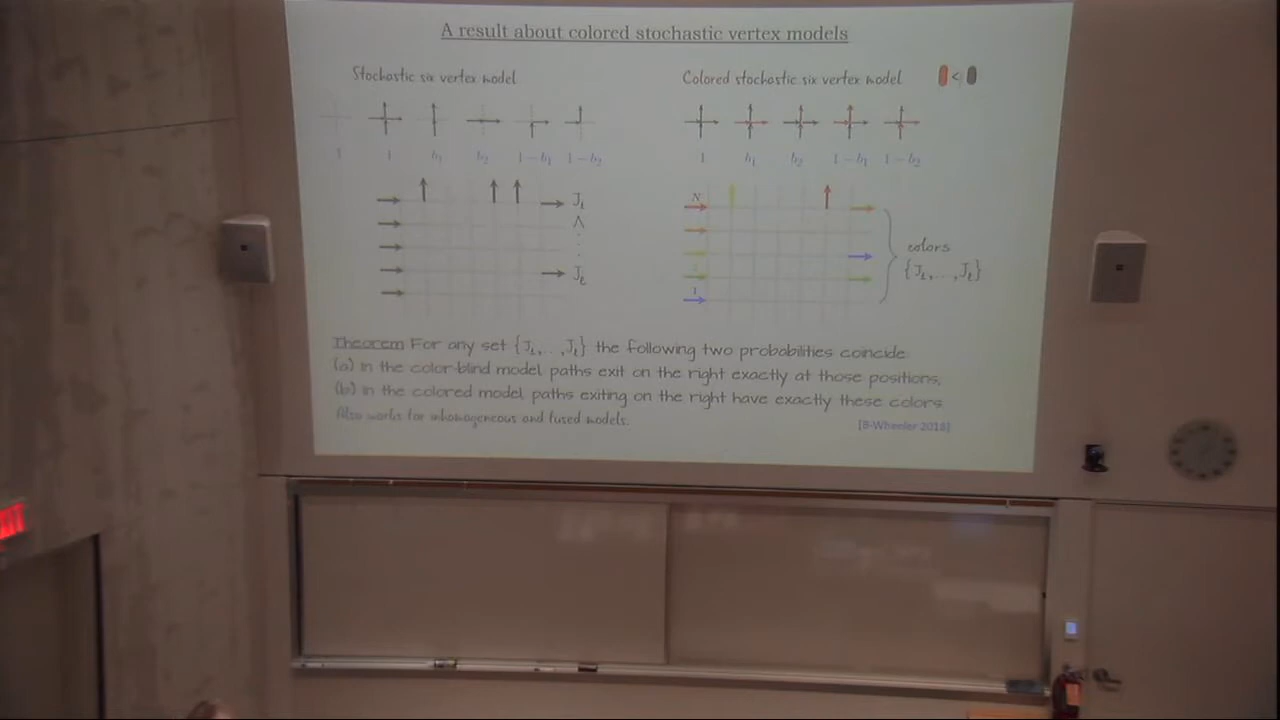 A result about colored stochastic vertex models
Stochastic six vertex model
Colored stochastic six vertex model <
1 1 b₁ b₂ 1-b₁ 1-b₂
1 b₁ b₂ 1-b₁ 1-b₂
J₁
N
∧
colors
{J₁,...,Jₜ}
1
Theorem For any set {J₁,...,Jₜ} the following two probabilities coincide:
(a) in the color-blind model paths exit on the right exactly at those positions;
(b) in the colored model, paths exiting on the right have exactly these colors.
Also works for inhomogeneous and fused models.
[B-Wheeler 2018]